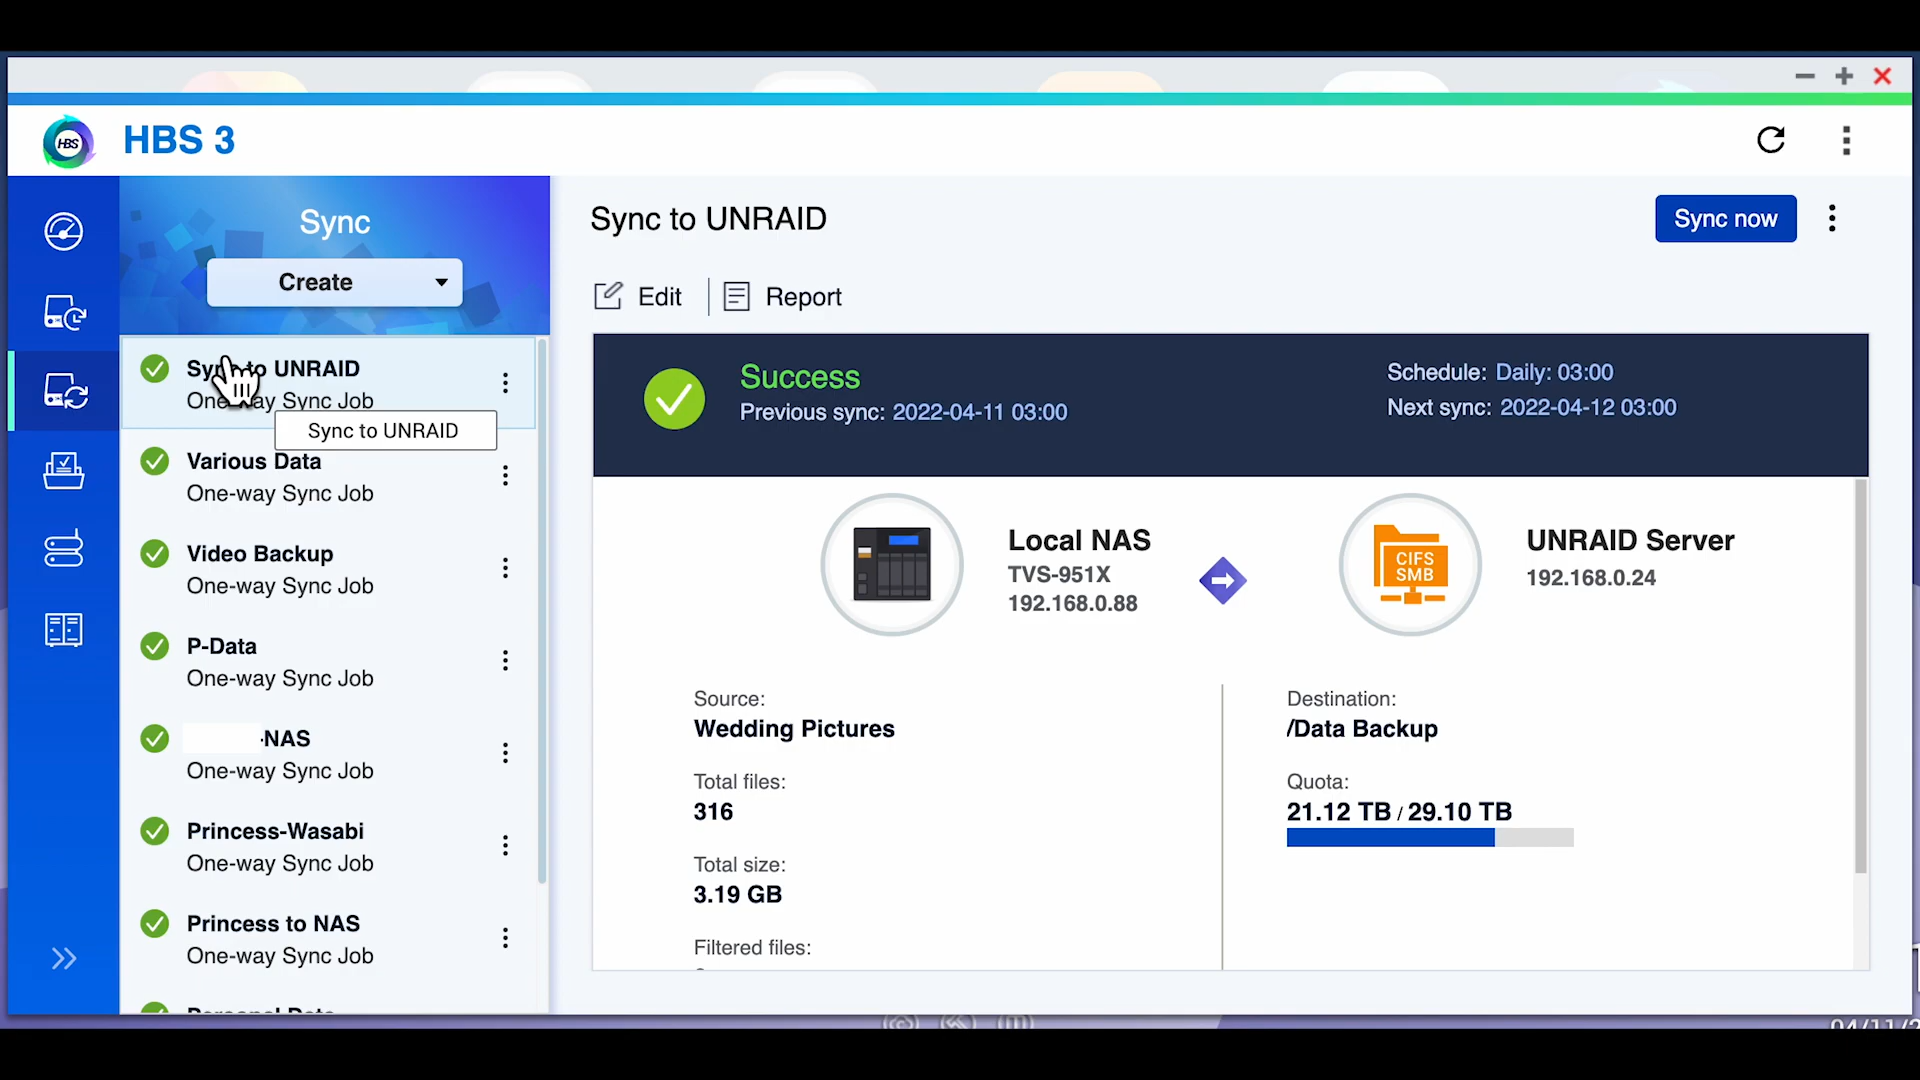 HBS
HBS 3
Sync
Create
Sync to UNRAID
One-way Sync Job
Sync to UNRAID
Various Data
One-way Sync Job
Video Backup
One-way Sync Job
P-Data
One-way Sync Job
-NAS
One-way Sync Job
Princess-Wasabi
One-way Sync Job
Princess to NAS
One-way Sync Job
Personal Data
Sync to UNRAID
Sync now
Edit
Report
Success
Previous sync: 2022-04-11 03:00
Schedule: Daily: 03:00
Next sync: 2022-04-12 03:00
Local NAS
TVS-951X
192.168.0.88
CIFS
SMB
UNRAID Server
192.168.0.24
Source:
Wedding Pictures
Total files:
316
Total size:
3.19 GB
Filtered files:
Destination:
/Data Backup
Quota:
21.12 TB / 29.10 TB
04/11/2